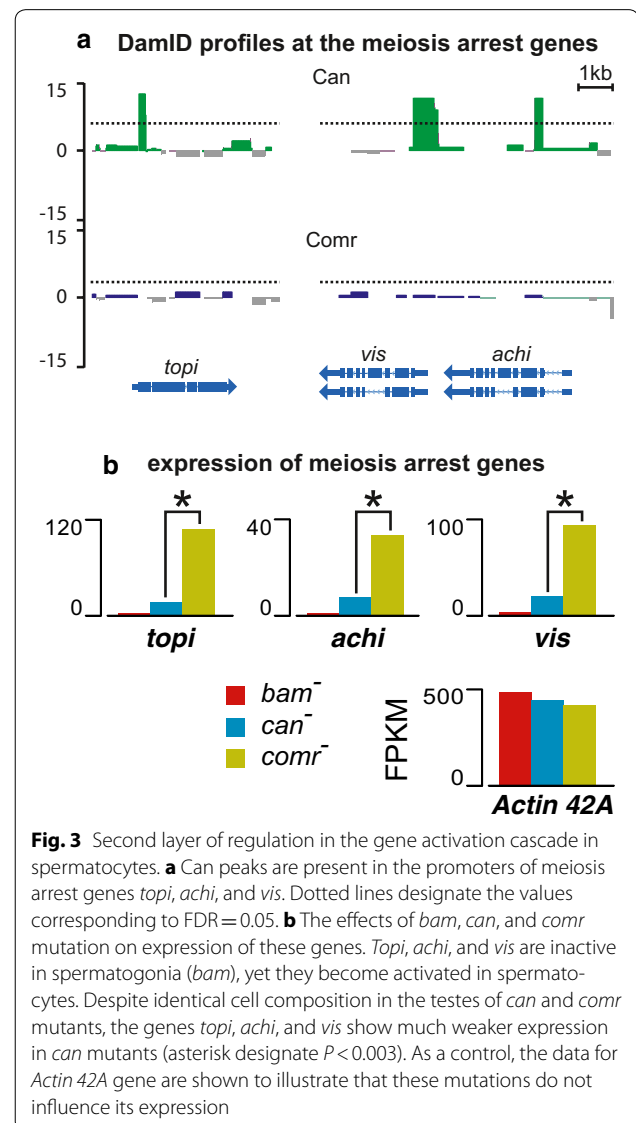 a DamID profiles at the meiosis arrest genes
Can
1kb
15
0
-15
15
Comr
0
-15
topi
vis
achi
b expression of meiosis arrest genes
120
0
topi
*
40
0
achi
*
100
0
vis
*
bam-
can-
comr-
FPKM
500
0
Actin 42A
Fig. 3 Second layer of regulation in the gene activation cascade in
spermatocytes. a Can peaks are present in the promoters of meiosis
arrest genes topi, achi, and vis. Dotted lines designate the values
corresponding to FDR = 0.05. b The effects of bam, can, and comr
mutation on expression of these genes. Topi, achi, and vis are inactive
in spermatogonia (bam), yet they become activated in spermato-
cytes. Despite identical cell composition in the testes of can and comr
mutants, the genes topi, achi, and vis show much weaker expression
in can mutants (asterisk designate P < 0.003). As a control, the data for
Actin 42A gene are shown to illustrate that these mutations do not
influence its expression